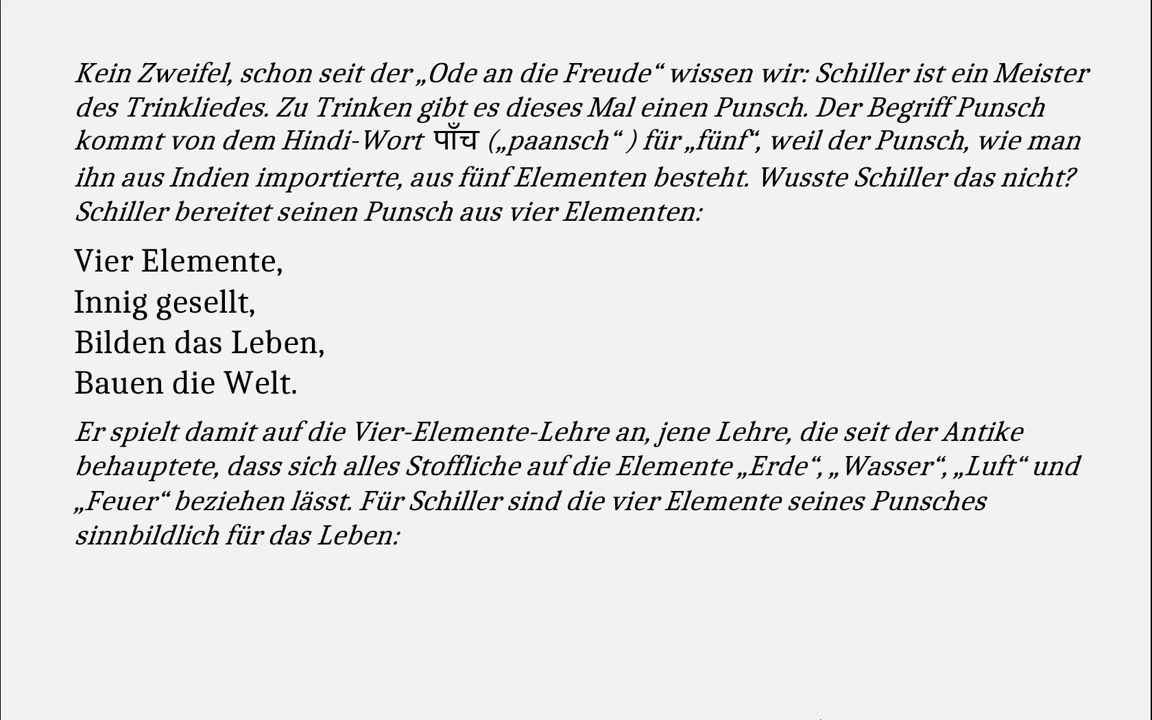 Kein Zweifel, schon seit der „Ode an die Freude“ wissen wir: Schiller ist ein Meister
des Trinkliedes. Zu Trinken gibt es dieses Mal einen Punsch. Der Begriff Punsch
kommt von dem Hindi-Wort पाँच („paansch“ ) für „fünf“, weil der Punsch, wie man
ihn aus Indien importierte, aus fünf Elementen besteht. Wusste Schiller das nicht?
Schiller bereitet seinen Punsch aus vier Elementen:
Vier Elemente,
Innig gesellt,
Bilden das Leben,
Bauen die Welt.
Er spielt damit auf die Vier-Elemente-Lehre an, jene Lehre, die seit der Antike
behauptete, dass sich alles Stoffliche auf die Elemente „Erde“, „Wasser“, „Luft“ und
„Feuer“ beziehen lässt. Für Schiller sind die vier Elemente seines Punsches
sinnbildlich für das Leben: